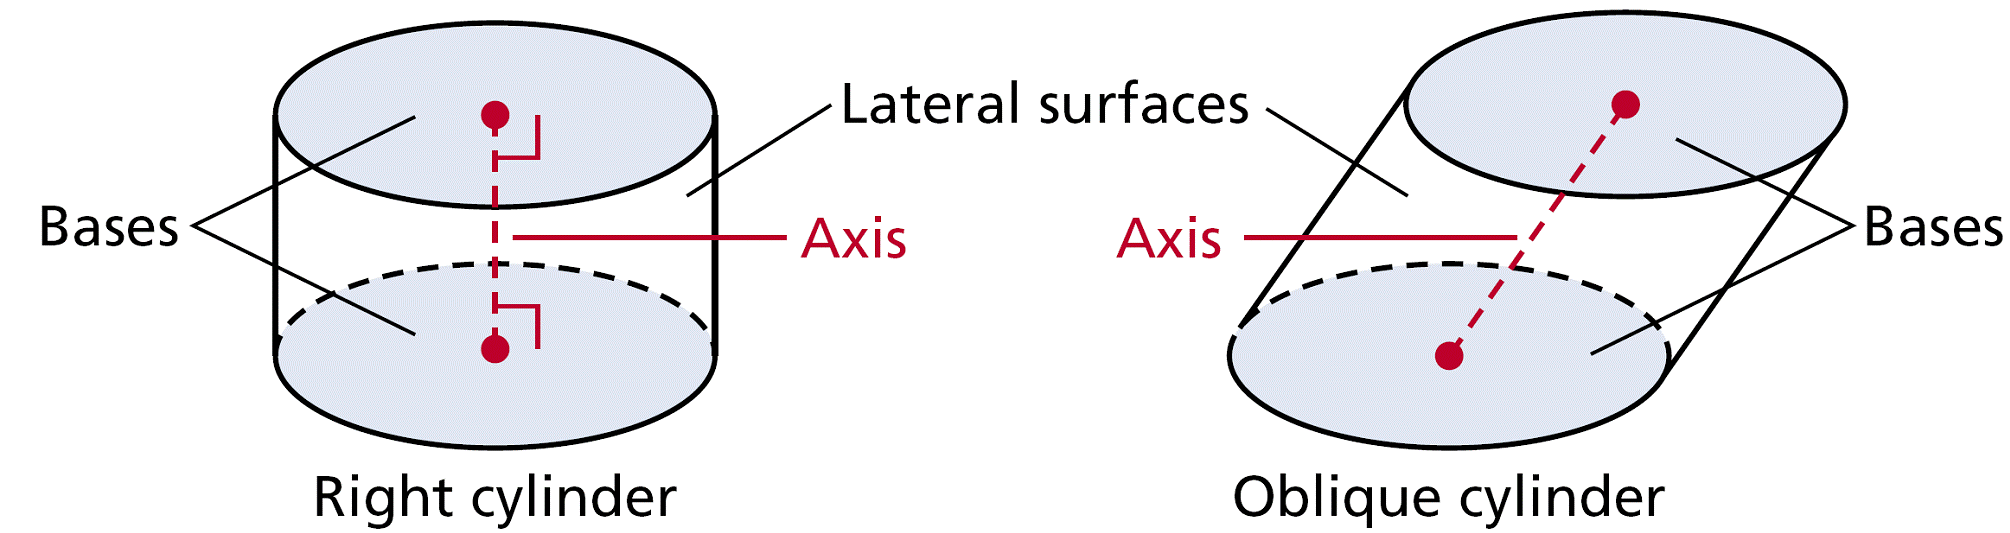 Lateral surfaces
Bases
Axis
Axis
Bases
Right cylinder
Oblique cylinder